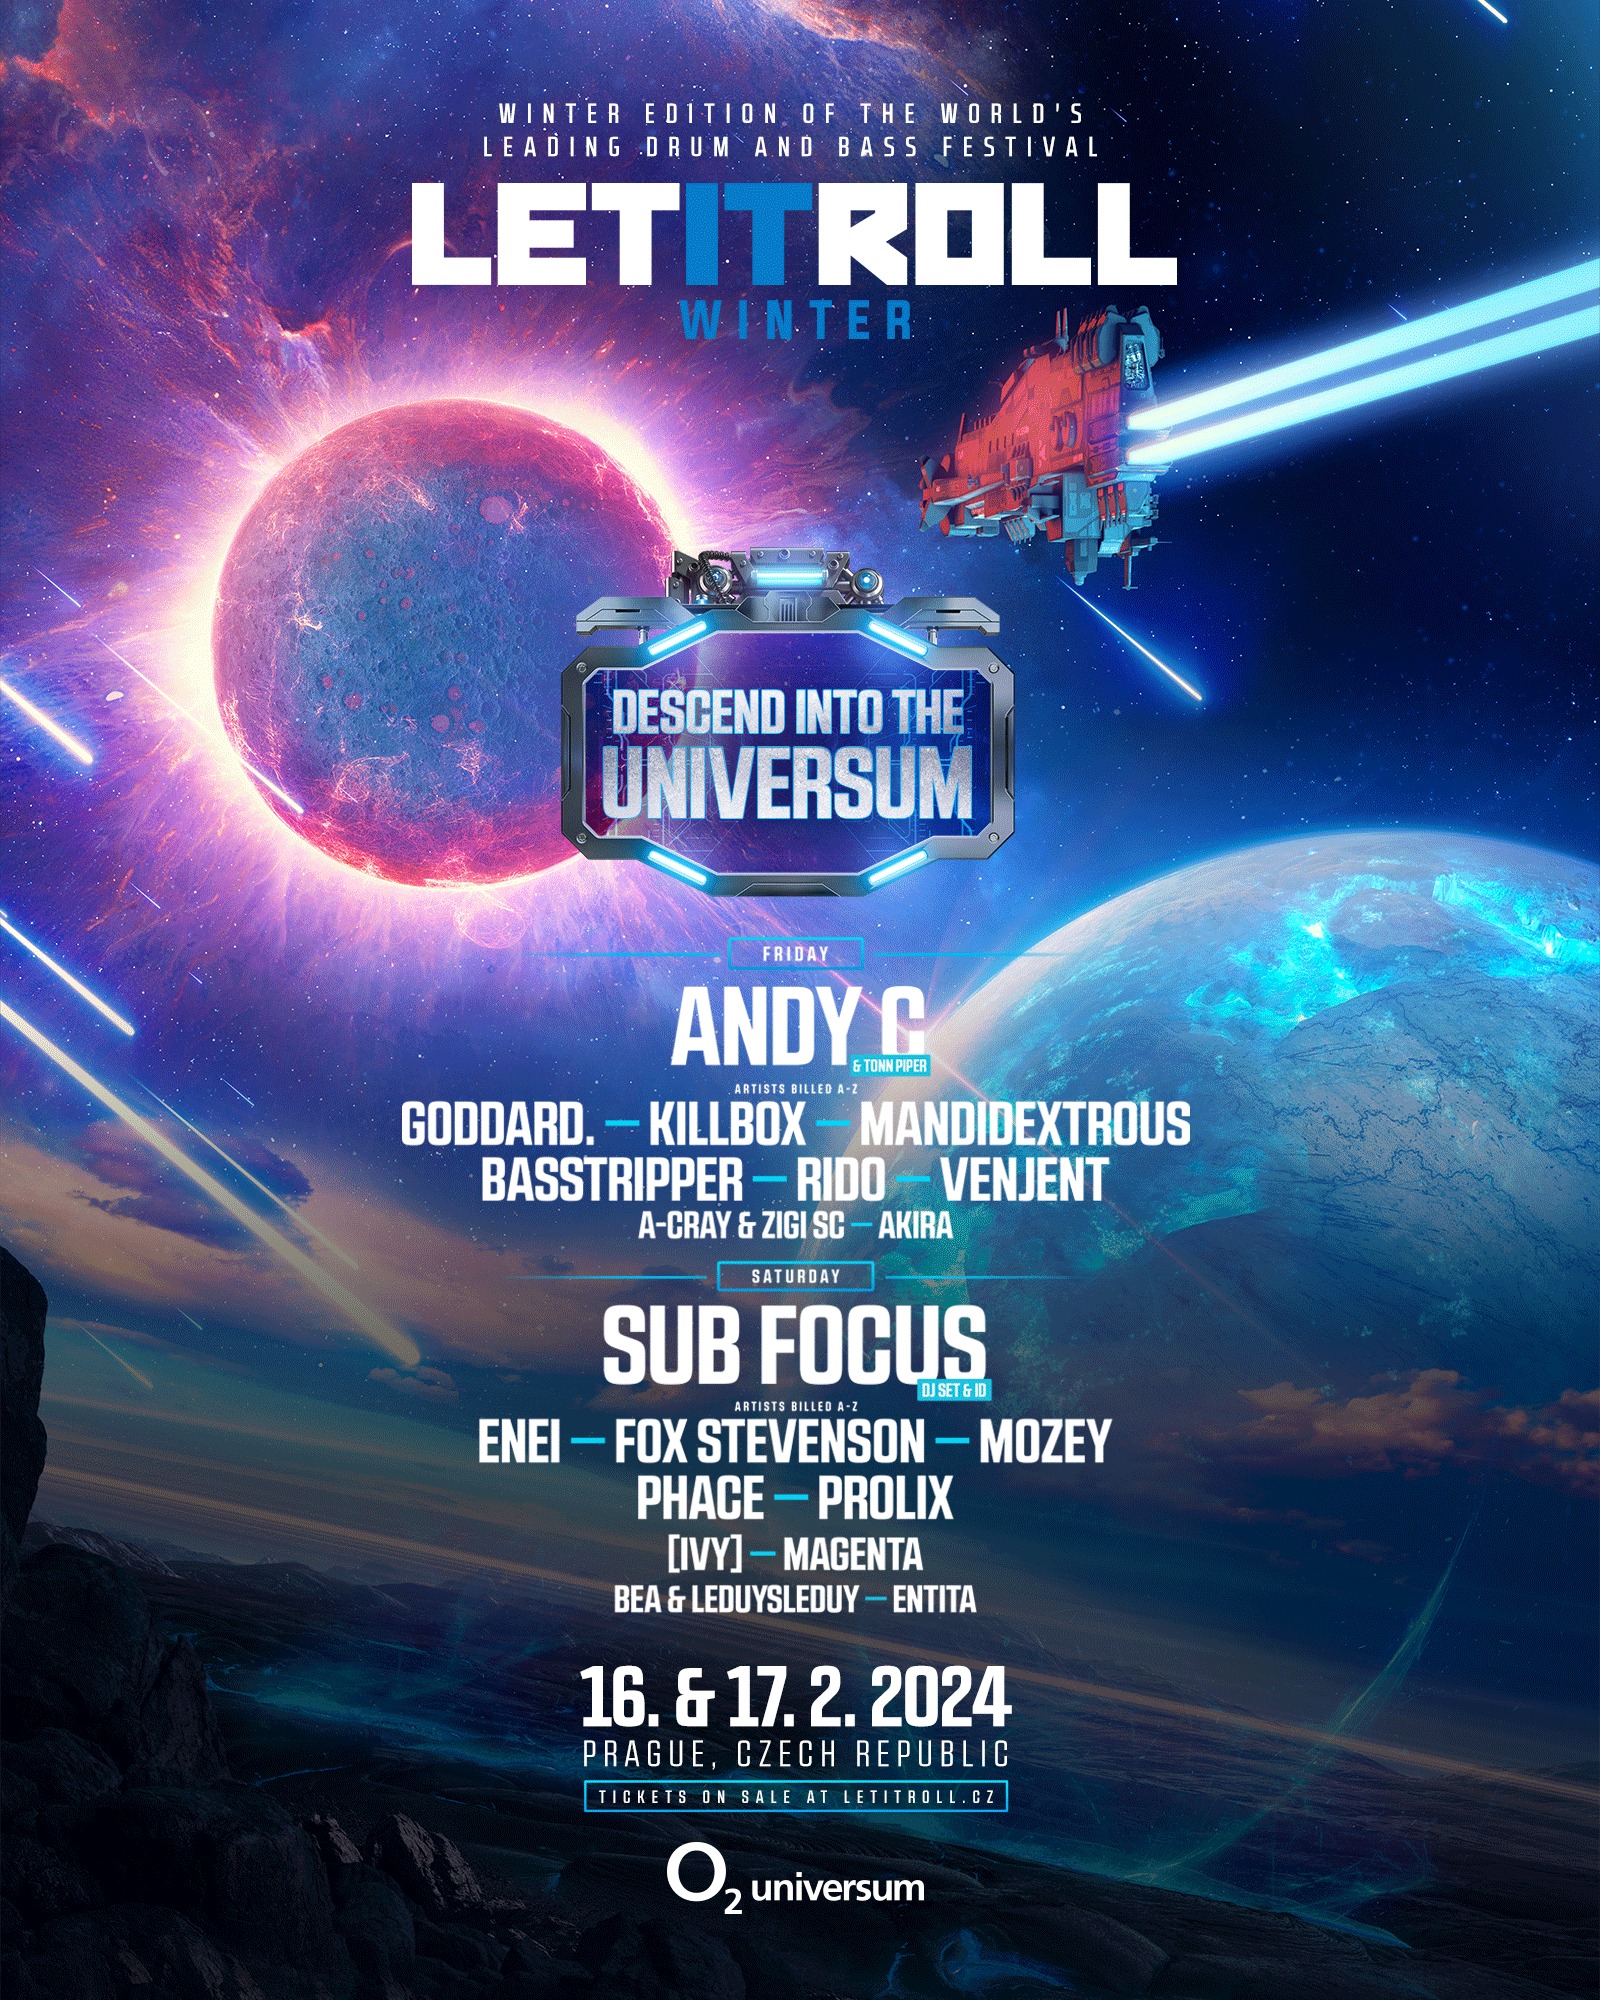 WINTER EDITION OF THE WORLD'S
LEADING DRUM AND BASS FESTIVAL
LETITROLL
WINTER
DESCEND INTO THE
UNIVERSUM
FRIDAY
ANDY C
& TONN PIPER
ARTISTS BILLED A-Z
GODDARD. — KILLBOX — MANDIDEXTROUS
BASSTRIPPER — RIDO — VENJENT
A-CRAY & ZIGI SC — AKIRA
SATURDAY
SUB FOCUS
DJ SET & ID
ARTISTS BILLED A-Z
ENEI — FOX STEVENSON — MOZEY
PHACE — PROLIX
[IVY] — MAGENTA
BEA & LEDUYSLEDUY — ENTITA
16. & 17. 2. 2024
PRAGUE, CZECH REPUBLIC
TICKETS ON SALE AT LETITROLL.CZ
O2 universum